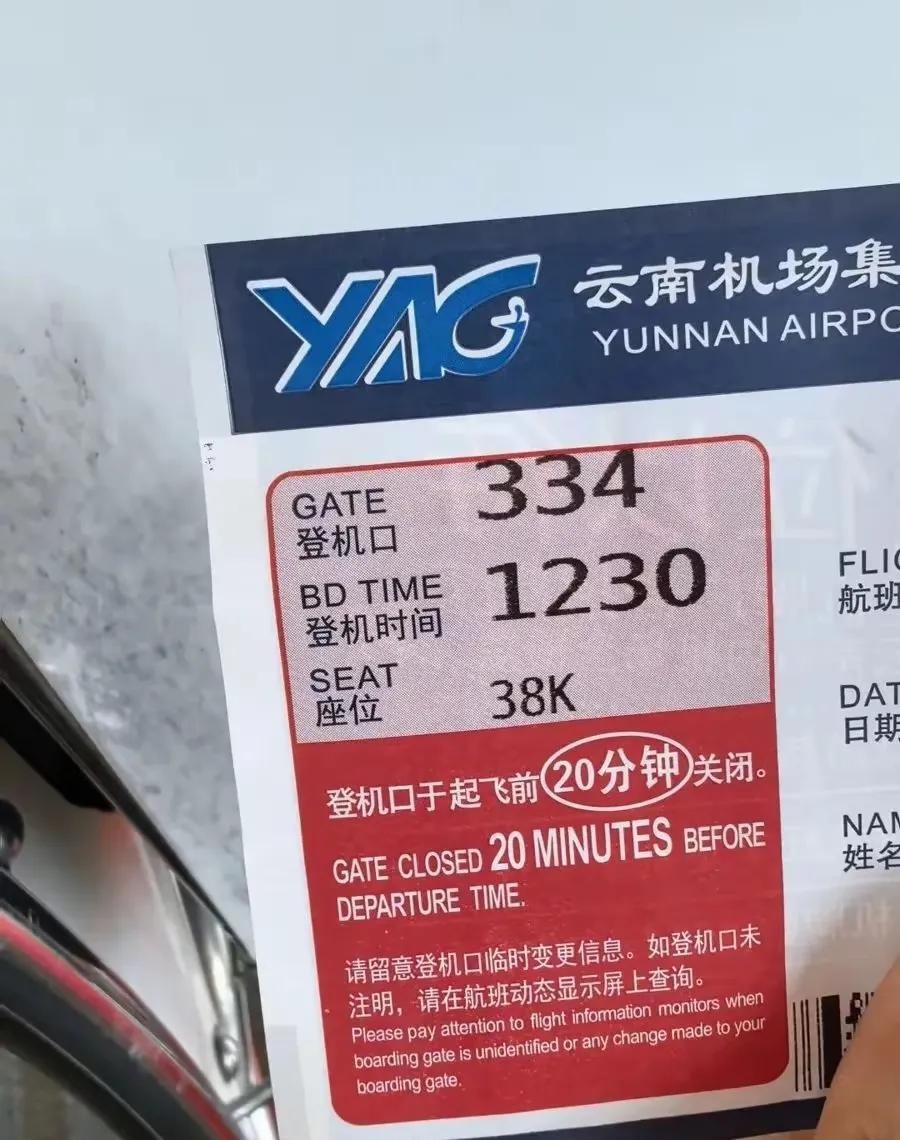 YAG
云南机场集
YUNNAN AIRPO
GATE 334
登机口
BD TIME 1230
登机时间
SEAT 38K
座位
登机口于起飞前20分钟关闭。
GATE CLOSED 20 MINUTES BEFORE
DEPARTURE TIME.
请留意登机口临时变更信息。如登机口未
注明，请在航班动态显示屏上查询。
Please pay attention to flight information monitors when
boarding gate is unidentified or any change made to your
boarding gate.
FLIG
航班
DAT
日期
NAM
姓名